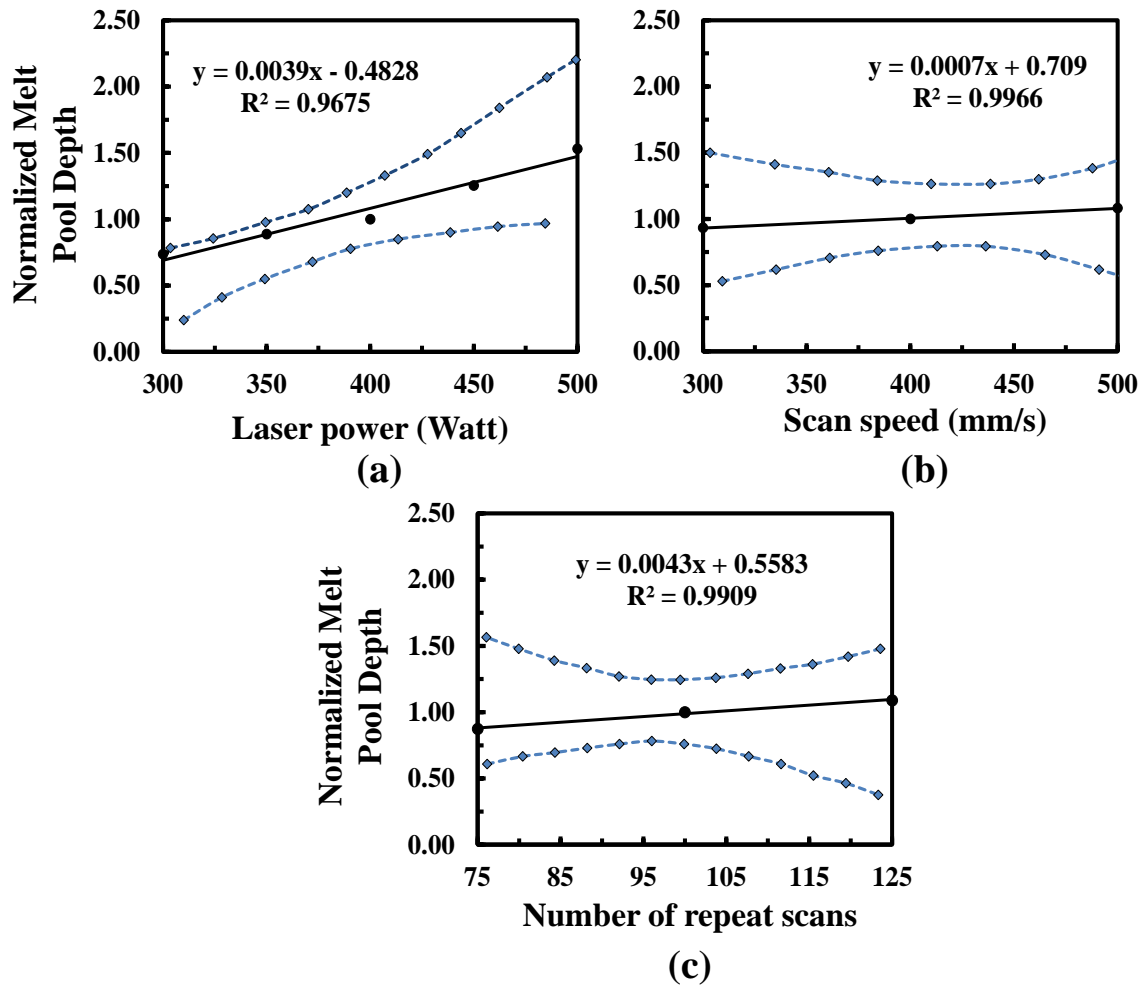 Normalized Melt
Pool Depth
2.50
2.00
1.50
1.00
0.50
0.00
y = 0.0039x - 0.4828
R² = 0.9675
300 350 400 450 500
Laser power (Watt)
(a)
2.50
2.00
1.50
1.00
0.50
0.00
y = 0.0007x + 0.709
R² = 0.9966
300 350 400 450 500
Scan speed (mm/s)
(b)
Normalized Melt
Pool Depth
2.50
2.00
1.50
1.00
0.50
0.00
y = 0.0043x + 0.5583
R² = 0.9909
75 85 95 105 115 125
Number of repeat scans
(c)